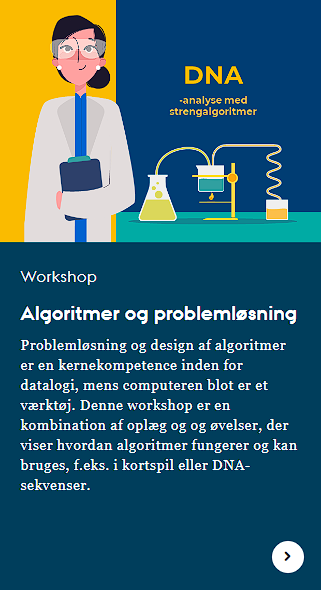 DNA
-analyse med
strengalgoritmer
Workshop
Algoritmer og problemløsning
Problemløsning og design af algoritmer
er en kernekompetence inden for
datalogi, mens computeren blot er et
værktøj. Denne workshop er en
kombination af oplæg og og øvelser, der
viser hvordan algoritmer fungerer og kan
bruges, f.eks. i kortspil eller DNA-
sekvenser.